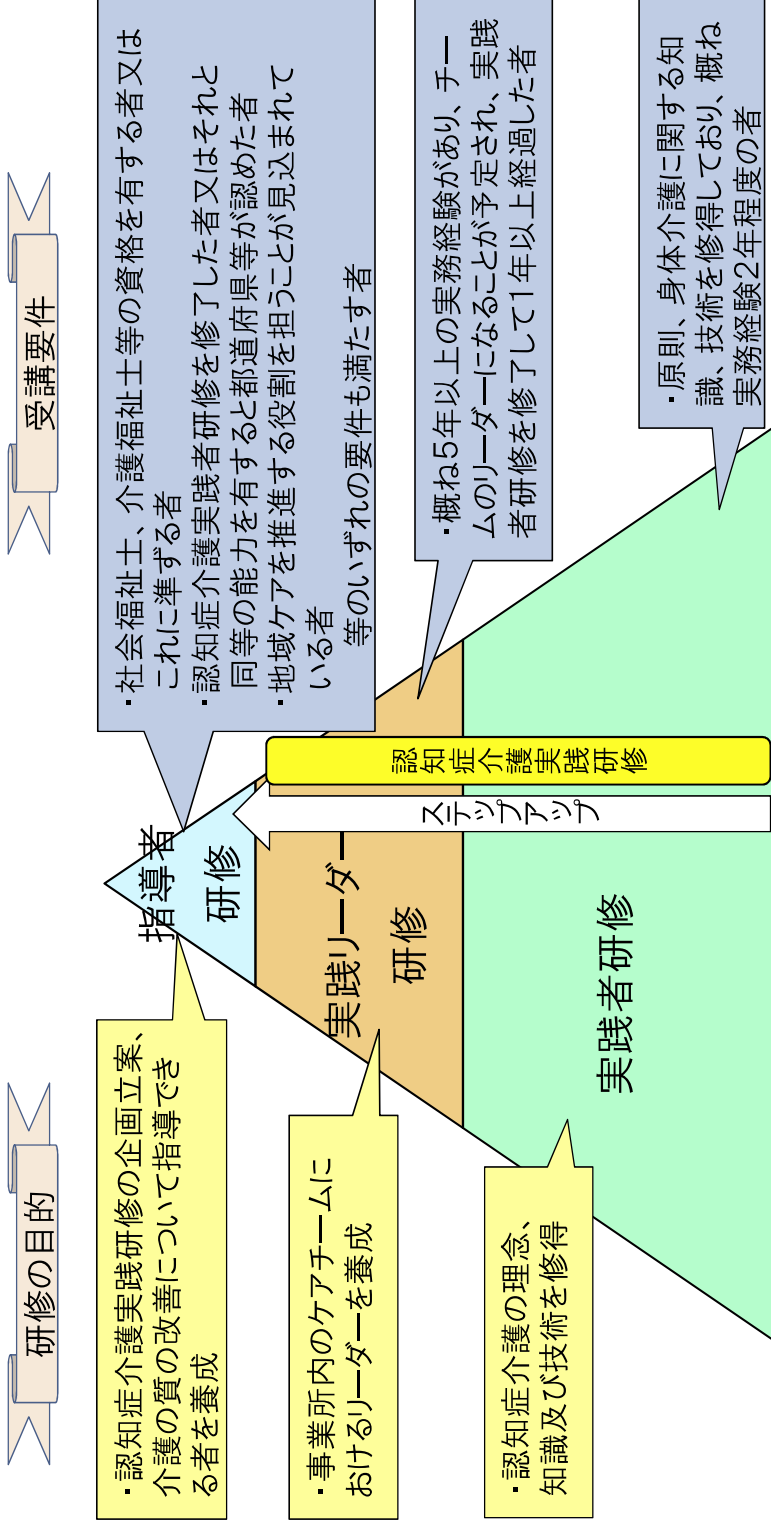 研修の目的
受講要件
・認知症介護実践研修の企画立案、
介護の質の改善について指導でき
る者を養成
指導者
研修
・社会福祉士、介護福祉士等の資格を有する者又は
これに準ずる者
・認知症介護実践者研修を修了した者又はそれと
同等の能力を有すると都道府県等が認めた者
・地域ケアを推進する役割を担うことが見込まれて
いる者
等のいずれの要件も満たす者
・事業所内のケアチームに
おけるリーダーを養成
実践リーダー
研修
・概ね5年以上の実務経験があり、チー
ムのリーダーになることが予定され、実践
者研修を修了して1年以上経過した者
・認知症介護の理念、
知識及び技術を修得
実践者研修
ステップアップ
認知症介護実践研修
・原則、身体介護に関する知
識、技術を修得しており、概ね
実務経験2年程度の者